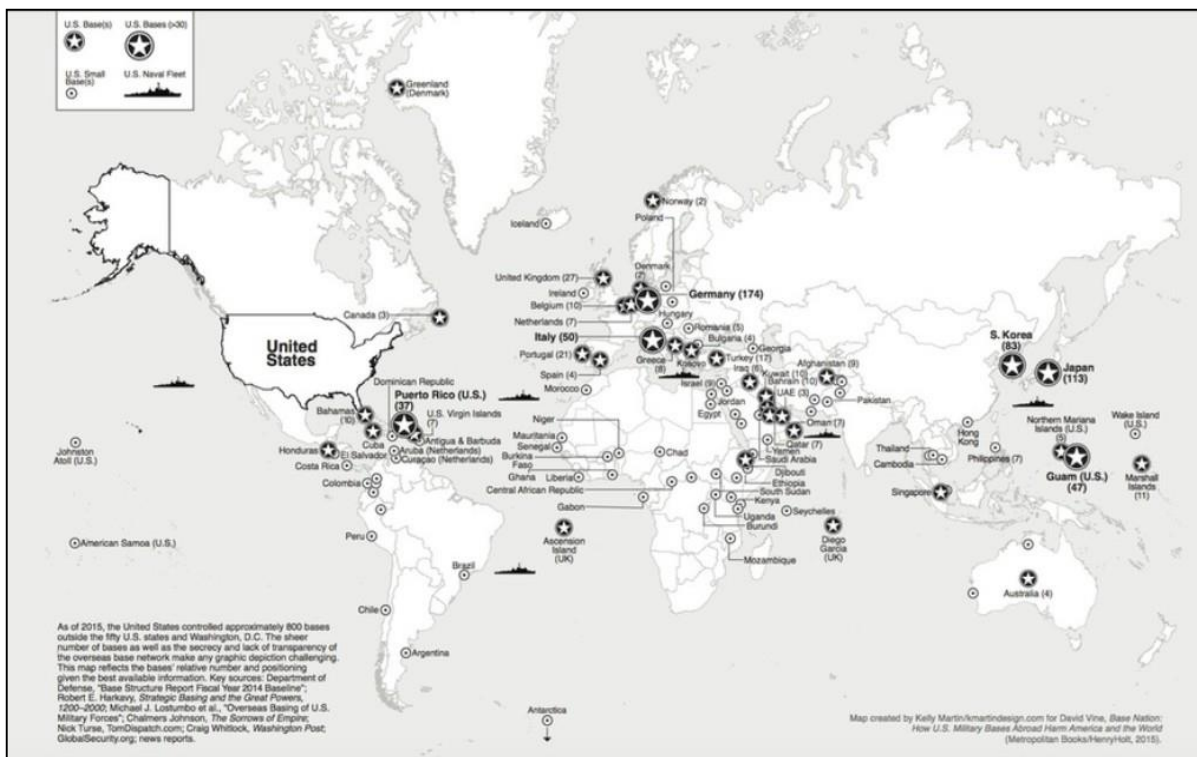 U.S. Base(s)
U.S. Bases (>30)
U.S. Small
Base(s)
U.S. Naval Fleet
Greenland
(Denmark)
Norway (2)
Poland
Iceland
United Kingdom (27)
Denmark
Ireland
Germany (174)
Belgium (10)
Hungary
Canada (3)
Netherlands (7)
Romania (5)
Italy (50)
Bulgaria (4)
United
States
Portugal (21)
Greece
(8)
Kosovo
Georgia
Turkey (17)
Spain (4)
Iraq (6)
Kuwait (10)
Bahrain (10)
Afghanistan (9)
S. Korea
(83)
Japan
(113)
Dominican Republic
Morocco
Israel (9)
UAE (3)
Puerto Rico (U.S.)
(37)
Jordan
Pakistan
Bahamas
U.S. Virgin Islands
(7)
Niger
Egypt
Oman (7)
Northern Mariana
Islands (U.S.)
(5)
Wake Island
(U.S.)
Cuba
Antigua & Barbuda
Mauritania
Qatar (7)
Hong
Kong
Johnston
Atoll (U.S.)
Honduras
El Salvador
Aruba (Netherlands)
Senegal
Chad
Yemen
Saudi Arabia
Thailand
Philippines (7)
Curaçao (Netherlands)
Burkina
Faso
Costa Rica
Djibouti
Cambodia
Guam (U.S.)
(47)
Marshall
Islands
(11)
Ghana
Liberia
Ethiopia
Colombia
Central African Republic
South Sudan
Singapore
Kenya
Gabon
Uganda
Seychelles
Burundi
American Samoa (U.S.)
Peru
Ascension
Island
(UK)
Diego
Garcia
(UK)
Mozambique
Brazil
Australia (4)
Chile
Argentina
Antarctica
As of 2015, the United States controlled approximately 800 bases
outside the fifty U.S. states and Washington, D.C. The sheer
number of bases as well as the secrecy and lack of transparency of
the overseas base network make any graphic depiction challenging.
This map reflects the bases' relative number and positioning
given the best available information. Key sources: Department of
Defense, "Base Structure Report Fiscal Year 2014 Baseline";
Robert E. Harkavy, Strategic Basing and the Great Powers,
1200–2000; Michael J. Lostumbo et al., "Overseas Basing of U.S.
Military Forces"; Chalmers Johnson, The Sorrows of Empire;
Nick Turse, TomDispatch.com; Craig Whitlock, Washington Post;
GlobalSecurity.org; news reports.
Map created by Kelly Martin/kmartindesign.com for David Vine, Base Nation:
How U.S. Military Bases Abroad Harm America and the World
(Metropolitan Books/HenryHolt, 2015).